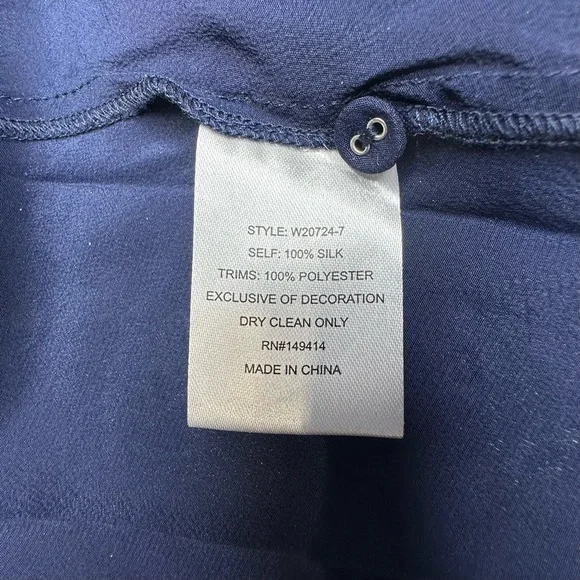 STYLE: W20724-7
SELF: 100% SILK
TRIMS: 100% POLYESTER
EXCLUSIVE OF DECORATION
DRY CLEAN ONLY
RN#149414
MADE IN CHINA